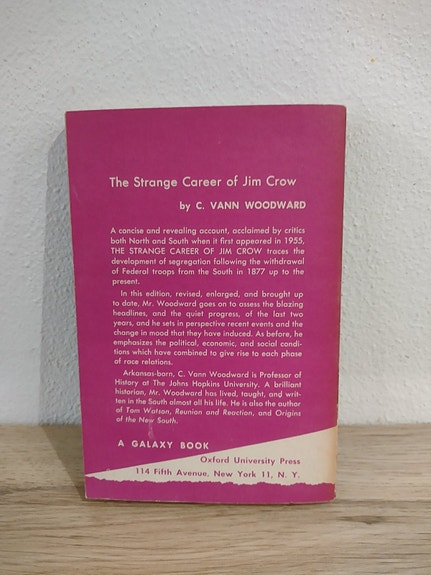 The Strange Career of Jim Crow
by C. VANN WOODWARD
A concise and revealing account, acclaimed by critics
both North and South when it first appeared in 1955,
THE STRANGE CAREER OF JIM CROW traces the
development of segregation following the withdrawal
of Federal troops from the South in 1877 up to the
present.
In this edition, revised, enlarged, and brought up
to date, Mr. Woodward goes on to assess the blazing
headlines, and the quiet progress, of the last two
years, and he sets in perspective recent events and the
change in mood that they have induced. As before, he
emphasizes the political, economic, and social condi-
tions which have combined to give rise to each phase
of race relations.
Arkansas-born, C. Vann Woodward is Professor of
History at The Johns Hopkins University. A brilliant
historian, Mr. Woodward has lived, taught, and writ-
ten in the South almost all his life. He is also the author
of Tom Watson, Reunion and Reaction, and Origins
of the New South.
A GALAXY BOOK
Oxford University Press
114 Fifth Avenue, New York 11, N. Y.